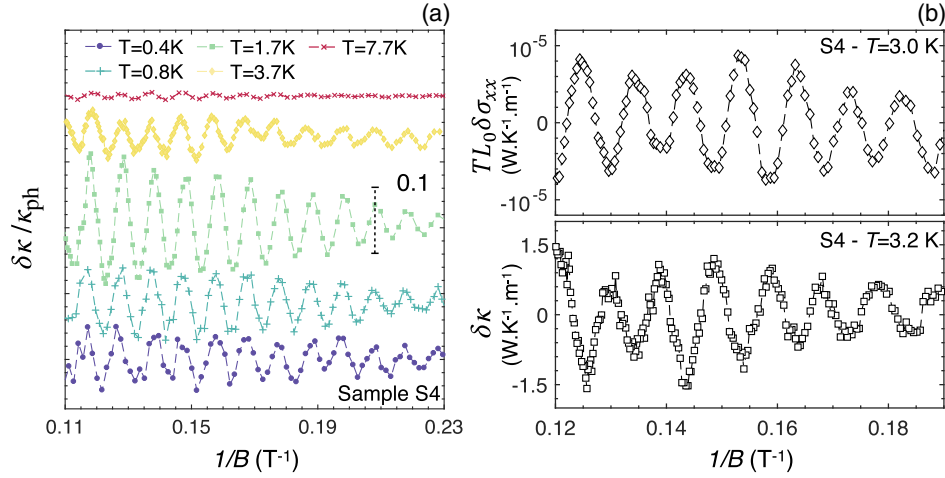 (a)
T=0.4K T=1.7K T=7.7K
T=0.8K T=3.7K
0.1
δκ /κph
Sample S4
0.11 0.15 0.19 0.23
1/B (T-1)
(b)
S4 - T=3.0 K
10-5
0
-10-5
TL0δσxx
(W.K-1.m-1)
S4 - T=3.2 K
1.5
0
-1.5
δκ
(W.K-1.m-1)
0.12 0.14 0.16 0.18
1/B (T-1)